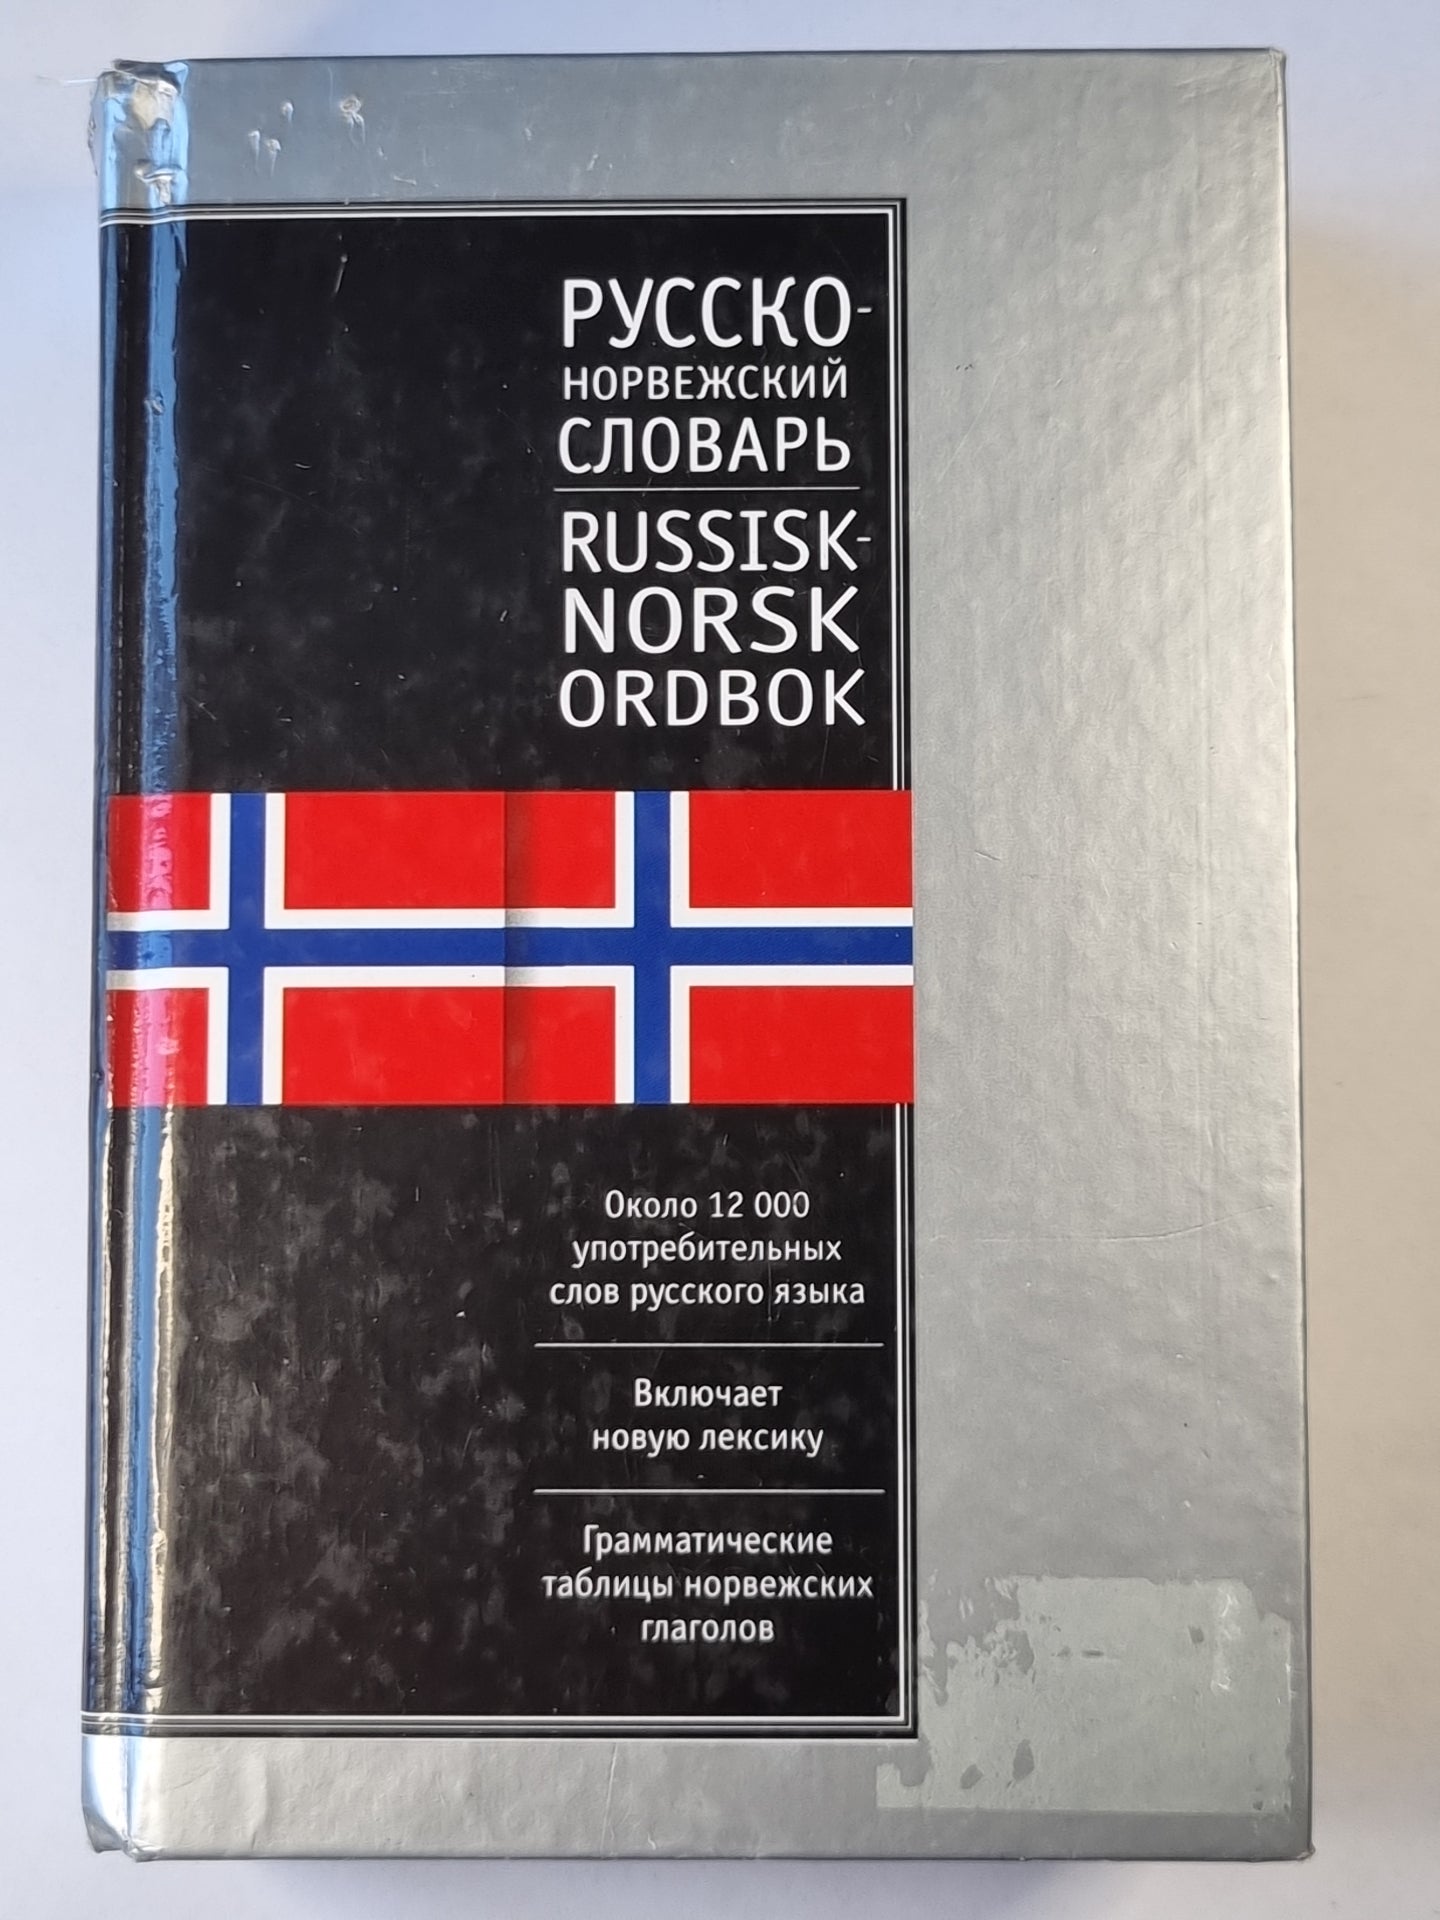 РУССКО-
НОРВЕЖСКИЙ
СЛОВАРЬ
RUSSISK-
NORSK
ORDBOK
Около 12 000
употребительных
слов русского языка
Включает
новую лексику
Грамматические
таблицы норвежских
глаголов